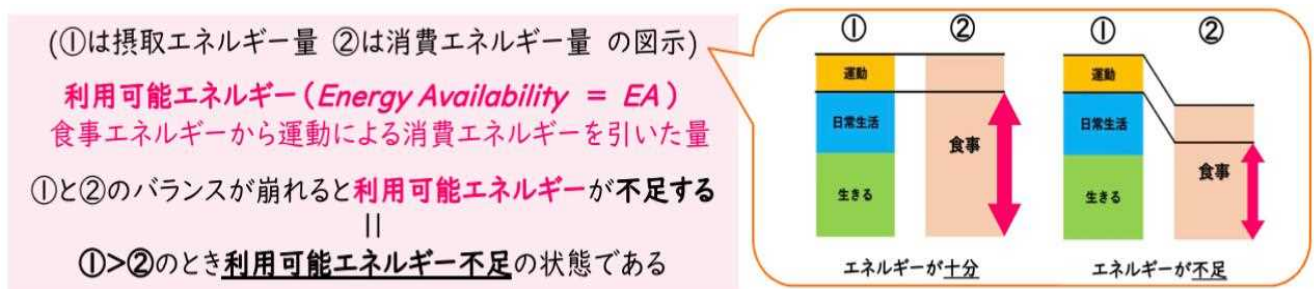 (①は摂取エネルギー量 ②は消費エネルギー量 の図示)
利用可能エネルギー(Energy Availability = EA)
食事エネルギーから運動による消費エネルギーを引いた量
①と②のバランスが崩れると利用可能エネルギーが不足する
||
①>②のとき利用可能エネルギー不足の状態である
① ②
運動
日常生活
食事
生きる
エネルギーが十分
① ②
運動
日常生活
食事
生きる
エネルギーが不足